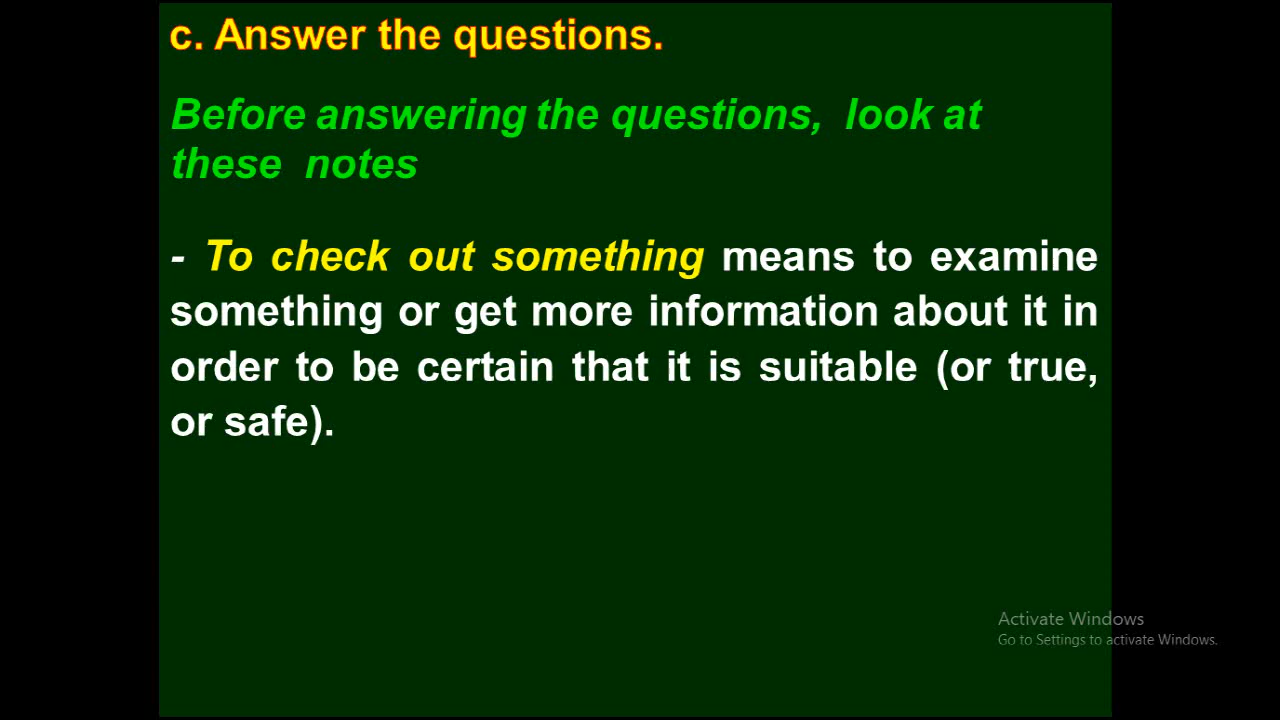 c. Answer the questions.
Before answering the questions, look at
these notes
- To check out something means to examine
something or get more information about it in
order to be certain that it is suitable (or true,
or safe).
Activate Windows
Go to Settings to activate Windows.